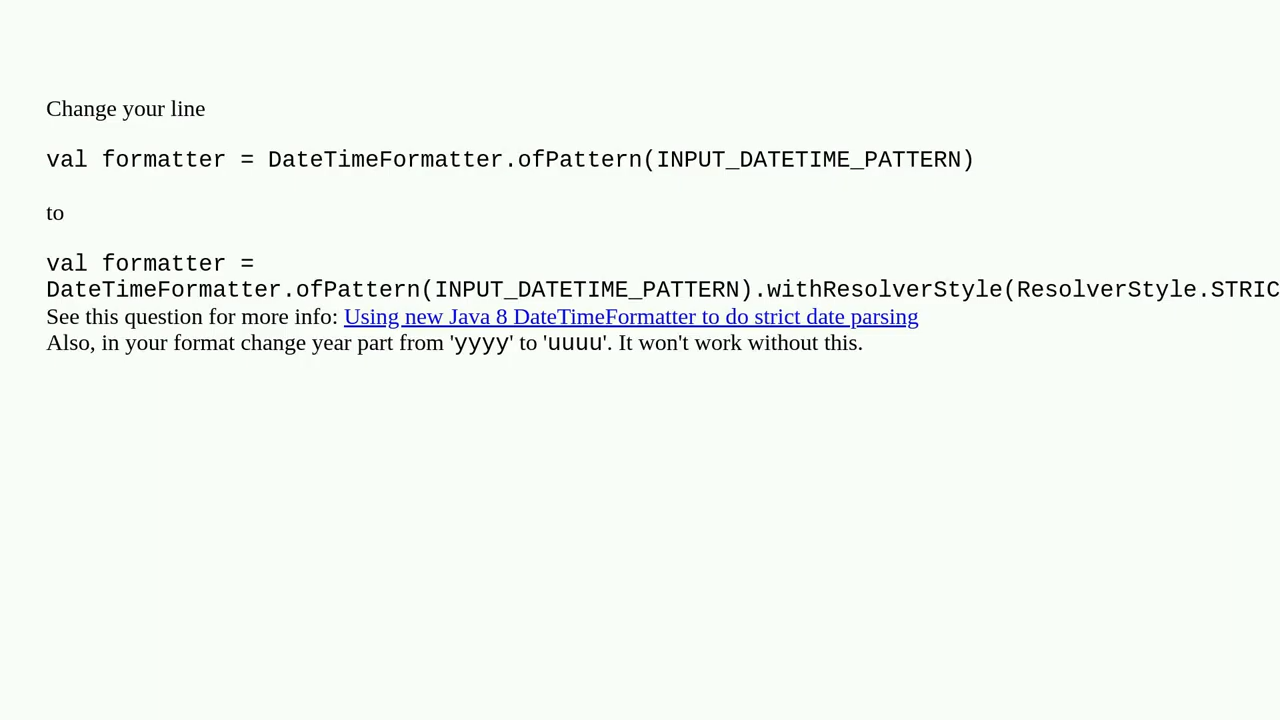 Change your line
val formatter = DateTimeFormatter.ofPattern(INPUT_DATETIME_PATTERN)
to
val formatter =
DateTimeFormatter.ofPattern(INPUT_DATETIME_PATTERN).withResolverStyle(ResolverStyle.STRIC
See this question for more info: Using new Java 8 DateTimeFormatter to do strict date parsing
Also, in your format change year part from 'yyyy' to 'uuuu'. It won't work without this.